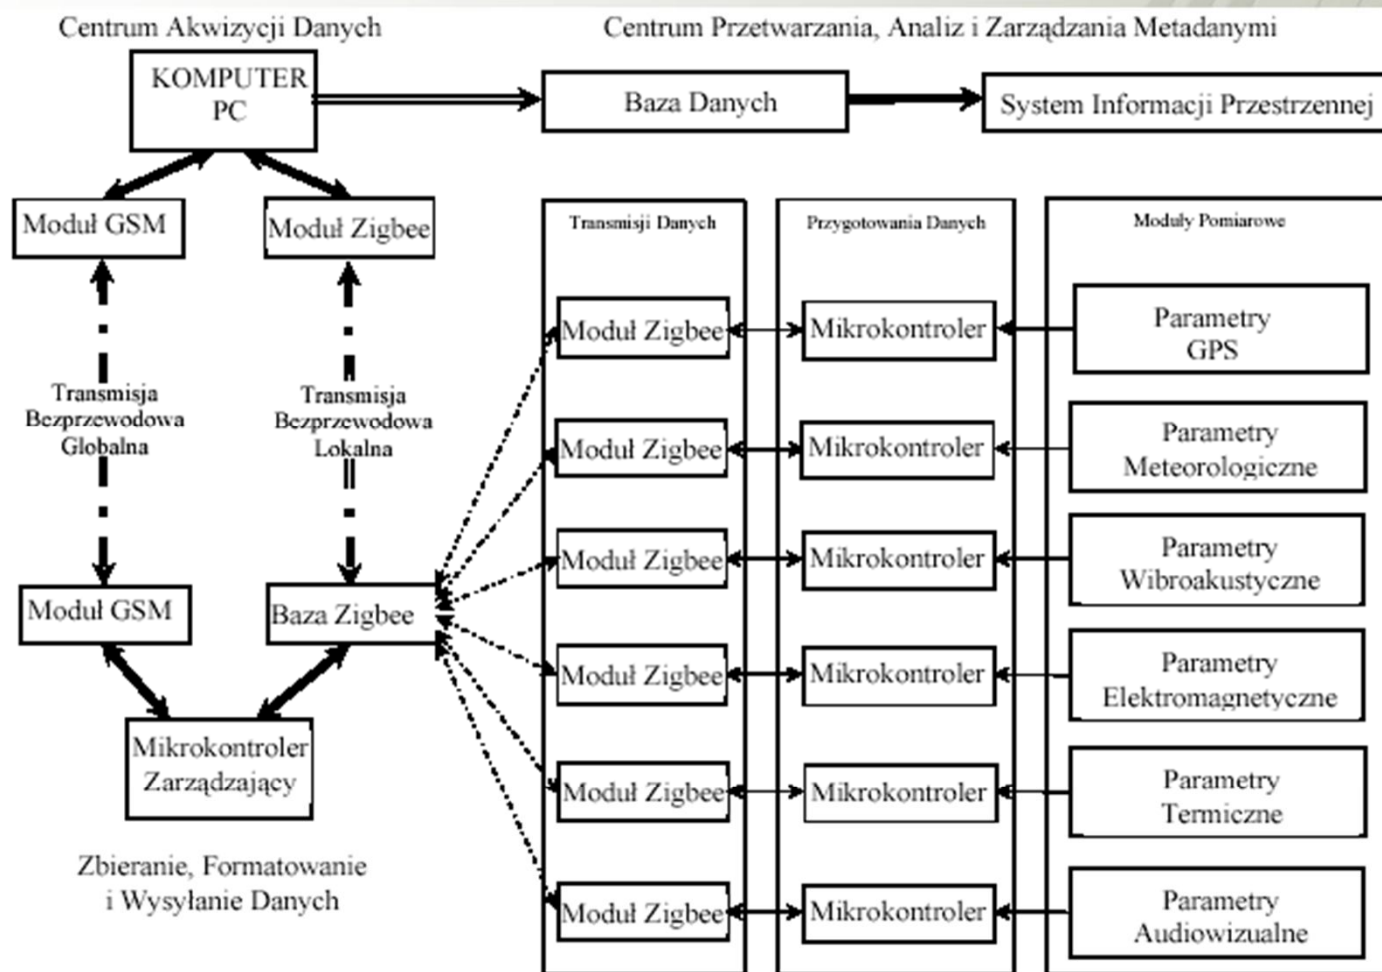 Centrum Akwizycji Danych
Centrum Przetwarzania, Analiz i Zarządzania Metadanymi
KOMPUTER
PC
Baza Danych
System Informacji Przestrzennej
Moduł GSM
Moduł Zigbee
Transmisja
Bezprzewodowa
Globalna
Transmisja
Bezprzewodowa
Lokalna
Moduł GSM
Baza Zigbee
Mikrokontroler
Zarządzający
Zbieranie, Formatowanie
i Wysyłanie Danych
Transmisji Danych
Przygotowania Danych
Moduły Pomiarowe
Moduł Zigbee
Mikrokontroler
Parametry
GPS
Moduł Zigbee
Mikrokontroler
Parametry
Meteorologiczne
Moduł Zigbee
Mikrokontroler
Parametry
Wibroakustyczne
Moduł Zigbee
Mikrokontroler
Parametry
Elektromagnetyczne
Moduł Zigbee
Mikrokontroler
Parametry
Termiczne
Moduł Zigbee
Mikrokontroler
Parametry
Audiowizualne